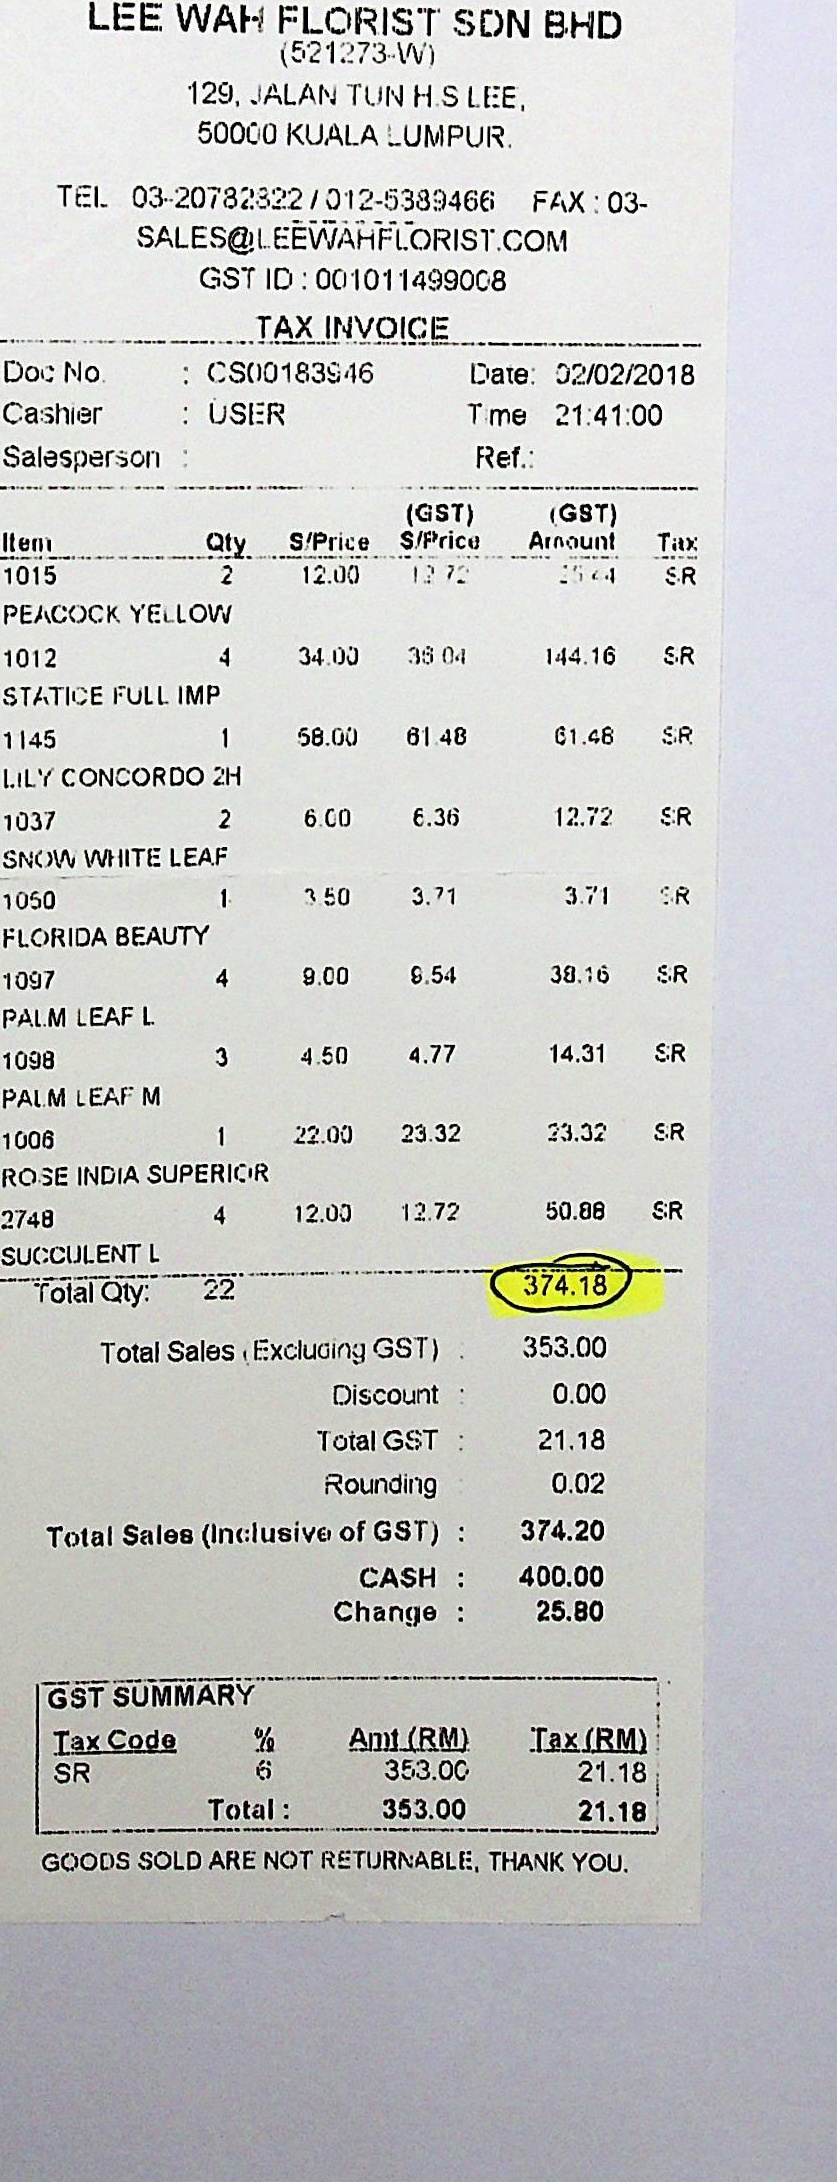 LEE WAH FLORIST SDN BHD
(521273-W)
129, JALAN TUN H.S LEE,
50000 KUALA LUMPUR.
TEL 03-20782322 / 012-5389466 FAX : 03-
SALES@LEEWAHFLORIST.COM
GST ID : 001011499008
TAX INVOICE
Doc No. : CS00183946 Date: 02/02/2018
Cashier : USER Time 21:41:00
Salesperson : Ref.:
(GST) (GST)
Item Qty S/Price S/Price Amount Tax
1015 2 12.00 12.72 25.44 SR
PEACOCK YELLOW
1012 4 34.00 36.04 144.16 SR
STATICE FULL IMP
1145 1 58.00 61.48 61.48 SR
LILY CONCORDO 2H
1037 2 6.00 6.36 12.72 SR
SNOW WHITE LEAF
1050 1 3.50 3.71 3.71 SR
FLORIDA BEAUTY
1097 4 9.00 9.54 38.16 SR
PALM LEAF L
1098 3 4.50 4.77 14.31 SR
PALM LEAF M
1006 1 22.00 23.32 23.32 SR
ROSE INDIA SUPERIOR
2748 4 12.00 12.72 50.88 SR
SUCCULENT L
Total Qty: 22 374.18
Total Sales (Excluding GST) : 353.00
Discount : 0.00
Total GST : 21.18
Rounding 0.02
Total Sales (Inclusive of GST) : 374.20
CASH : 400.00
Change : 25.80
GST SUMMARY
Tax Code % Amt (RM) Tax (RM)
SR 6 353.00 21.18
Total : 353.00 21.18
GOODS SOLD ARE NOT RETURNABLE, THANK YOU.